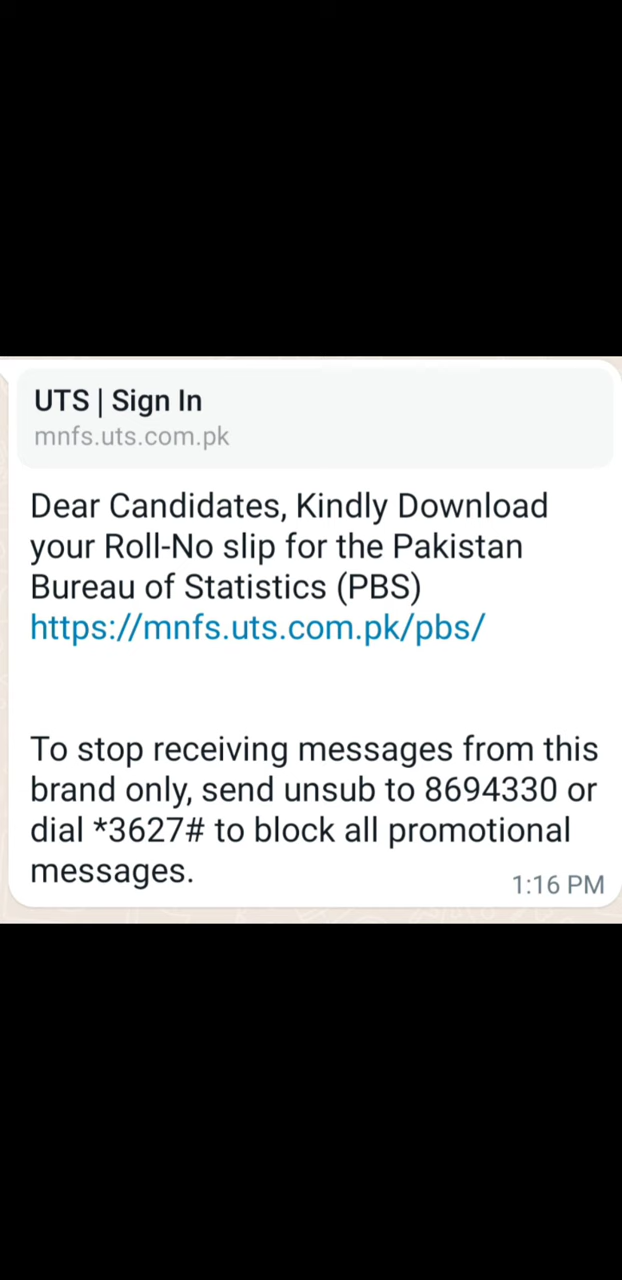 UTS | Sign In
mnfs.uts.com.pk
Dear Candidates, Kindly Download
your Roll-No slip for the Pakistan
Bureau of Statistics (PBS)
https://mnfs.uts.com.pk/pbs/
To stop receiving messages from this
brand only, send unsub to 8694330 or
dial *3627# to block all promotional
messages.
1:16 PM